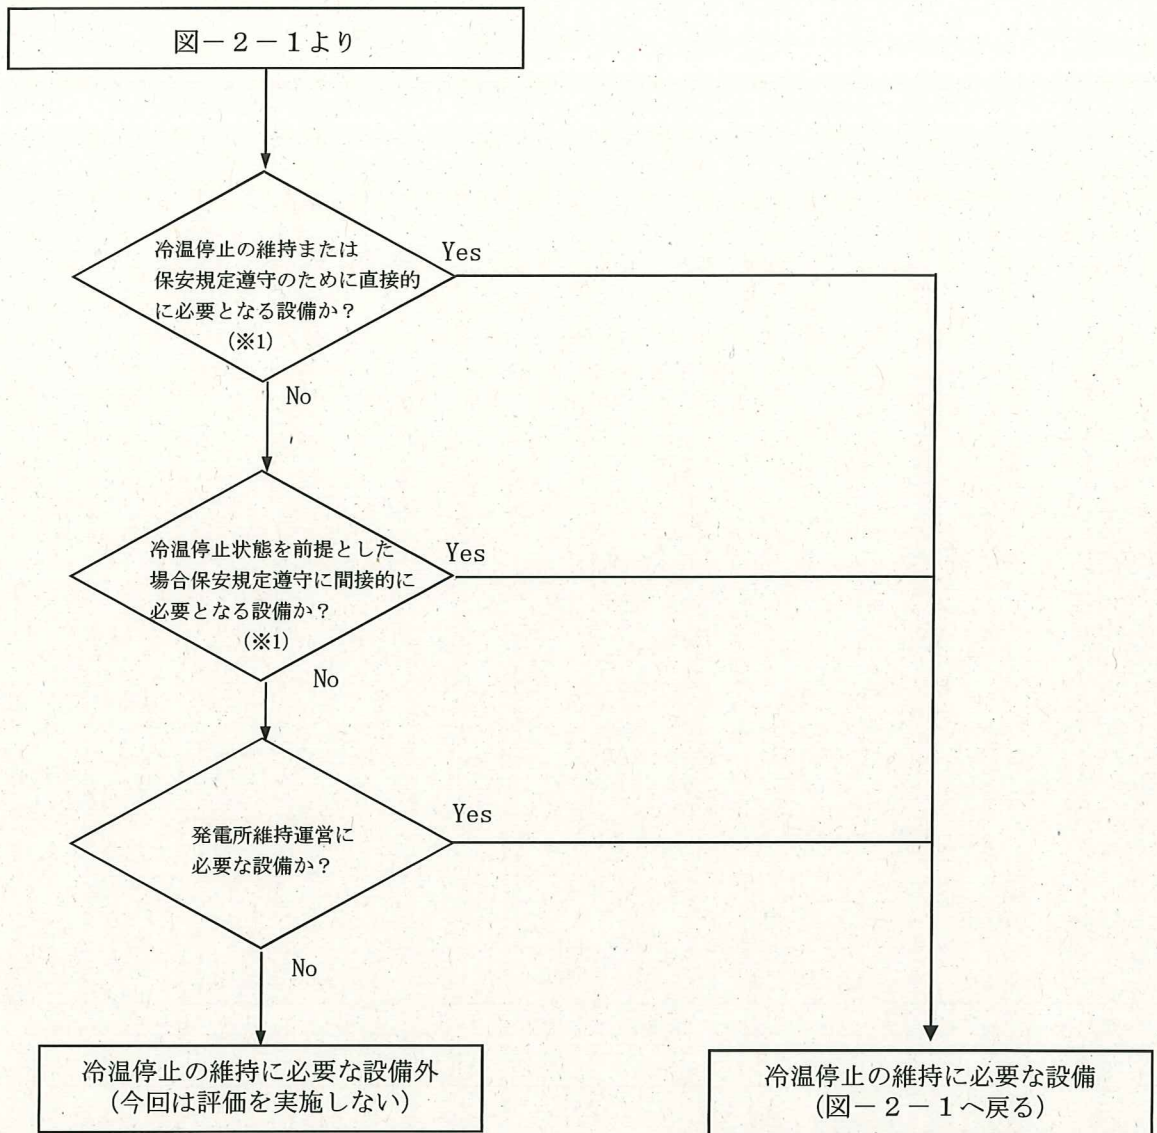 図－２－１より
冷温停止の維持または
保安規定遵守のために直接的
に必要となる設備か？
(※1)
Yes
No
冷温停止状態を前提とした
場合保安規定遵守に間接的に
必要となる設備か？
(※1)
Yes
No
発電所維持運営に
必要な設備か？
Yes
No
冷温停止の維持に必要な設備外
(今回は評価を実施しない)
冷温停止の維持に必要な設備
(図－２－１へ戻る)